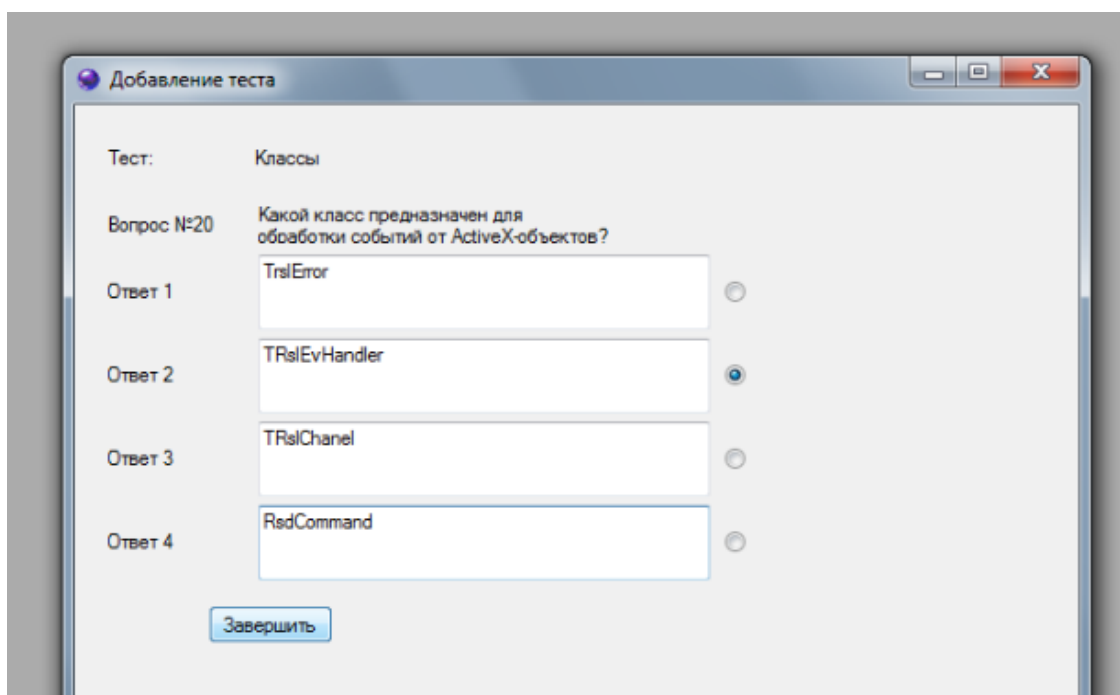 Добавление теста
Тест: Классы
Вопрос №20 Какой класс предназначен для
обработки событий от ActiveX-объектов?
Ответ 1 TrslError
Ответ 2 TRslEvHandler
Ответ 3 TRslChanel
Ответ 4 RsdCommand
Завершить